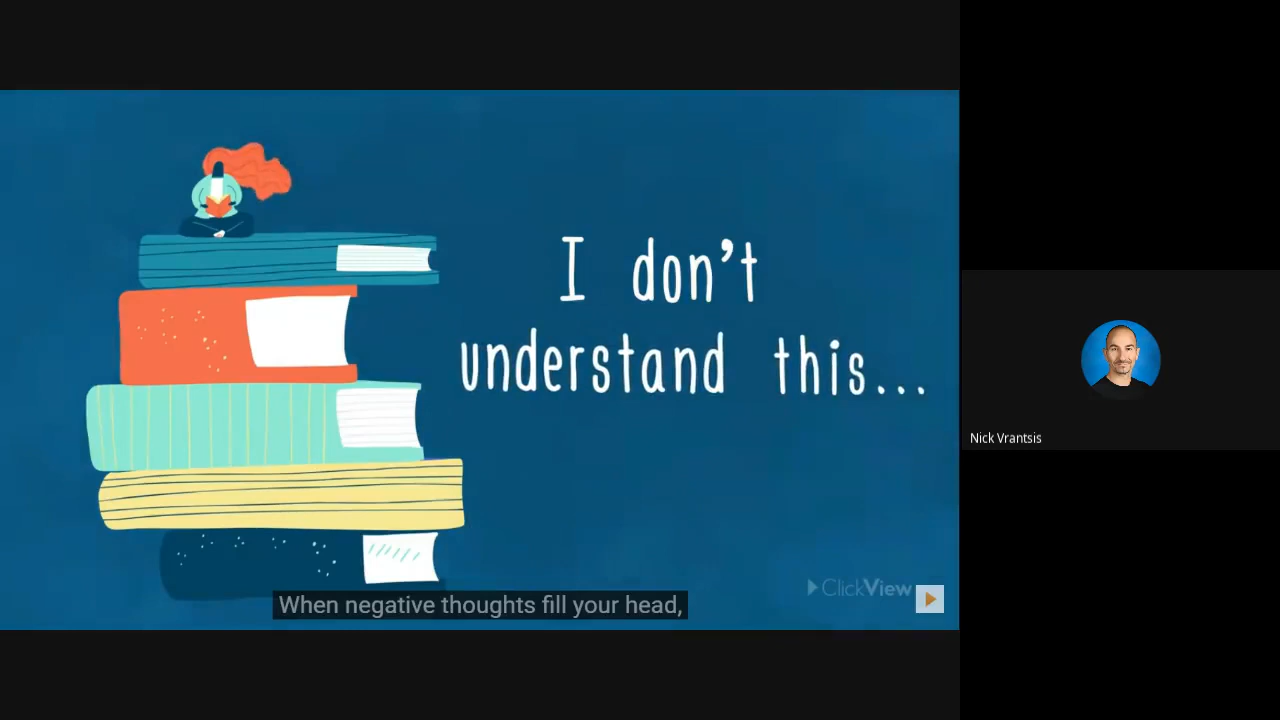 I don't
understand this...
ClickView
When negative thoughts fill your head,
Nick Vrantsis